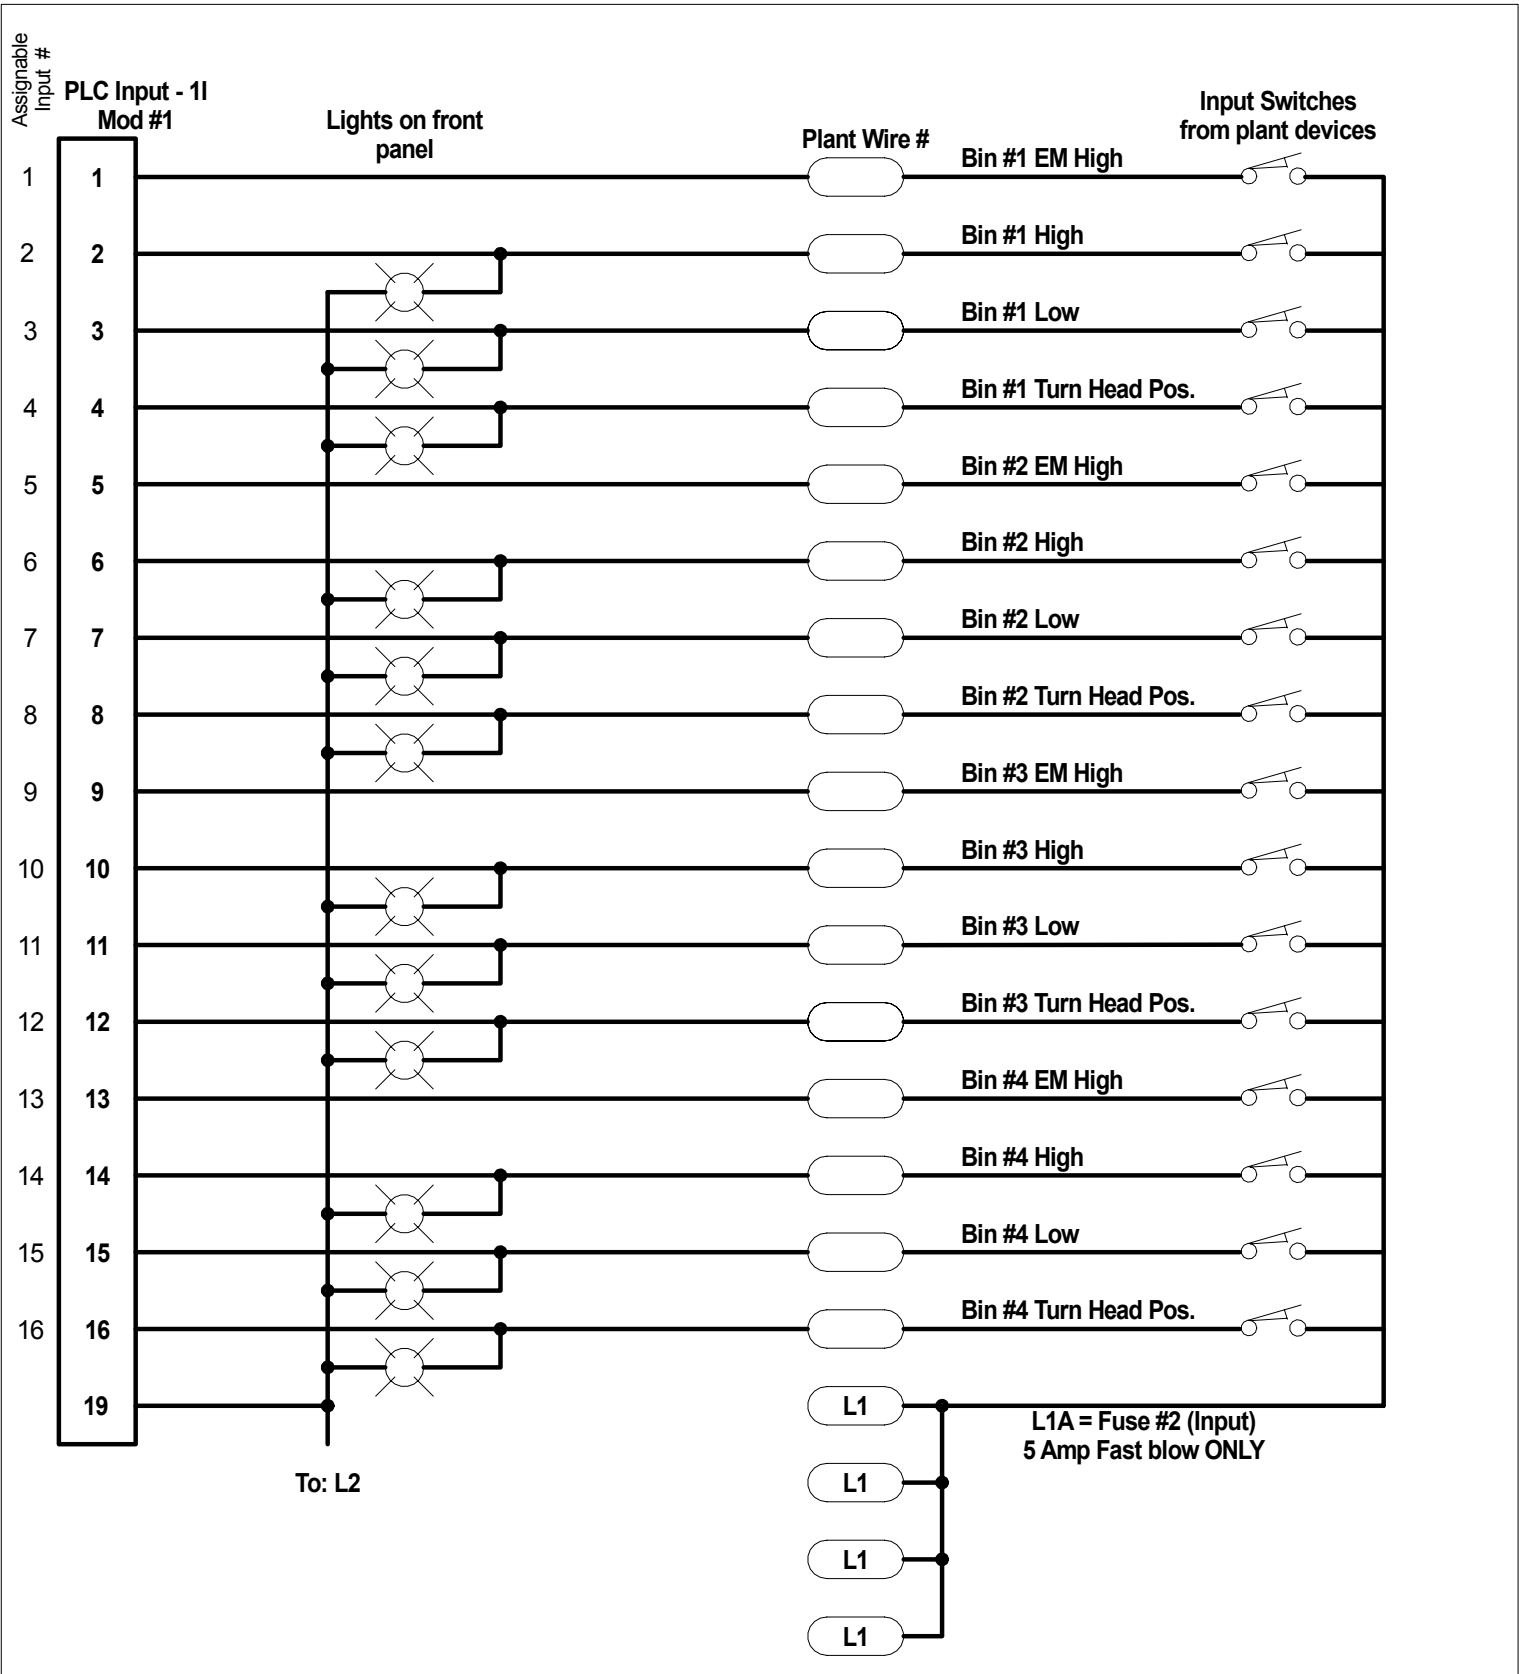 Assignable
Input #
PLC Input - 1I
Mod #1
Lights on front
panel
Plant Wire #
Input Switches
from plant devices
1 1 Bin #1 EM High
2 2 Bin #1 High
3 3 Bin #1 Low
4 4 Bin #1 Turn Head Pos.
5 5 Bin #2 EM High
6 6 Bin #2 High
7 7 Bin #2 Low
8 8 Bin #2 Turn Head Pos.
9 9 Bin #3 EM High
10 10 Bin #3 High
11 11 Bin #3 Low
12 12 Bin #3 Turn Head Pos.
13 13 Bin #4 EM High
14 14 Bin #4 High
15 15 Bin #4 Low
16 16 Bin #4 Turn Head Pos.
19 L1
L1A = Fuse #2 (Input)
5 Amp Fast blow ONLY
To: L2
L1
L1
L1